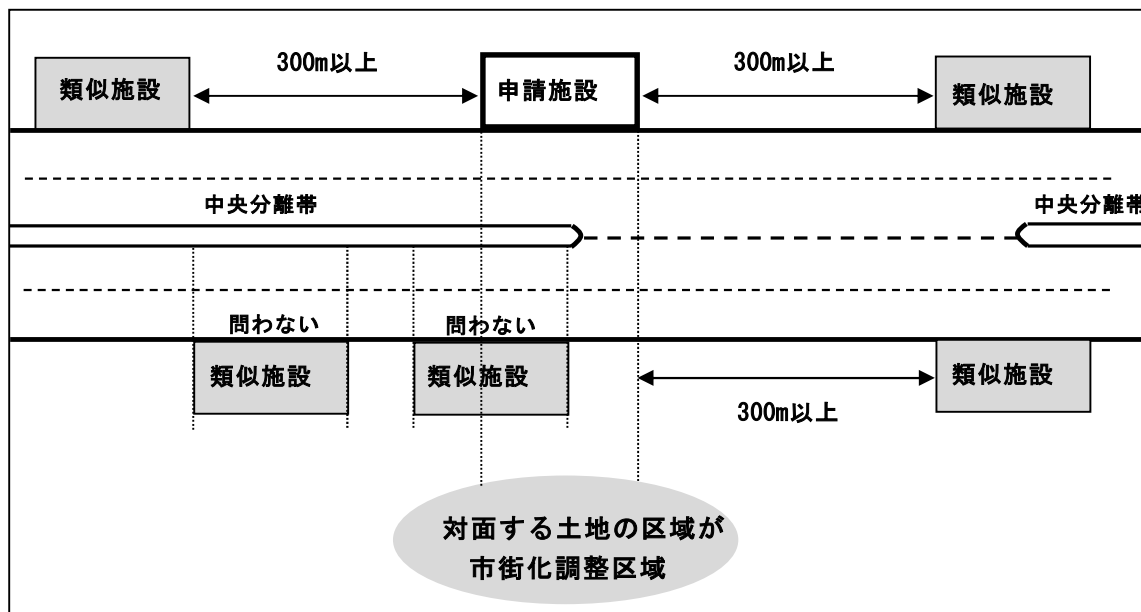 300m以上
300m以上
類似施設
申請施設
類似施設
中央分離帯
中央分離帯
問わない
問わない
類似施設
類似施設
類似施設
300m以上
対面する土地の区域が
市街化調整区域